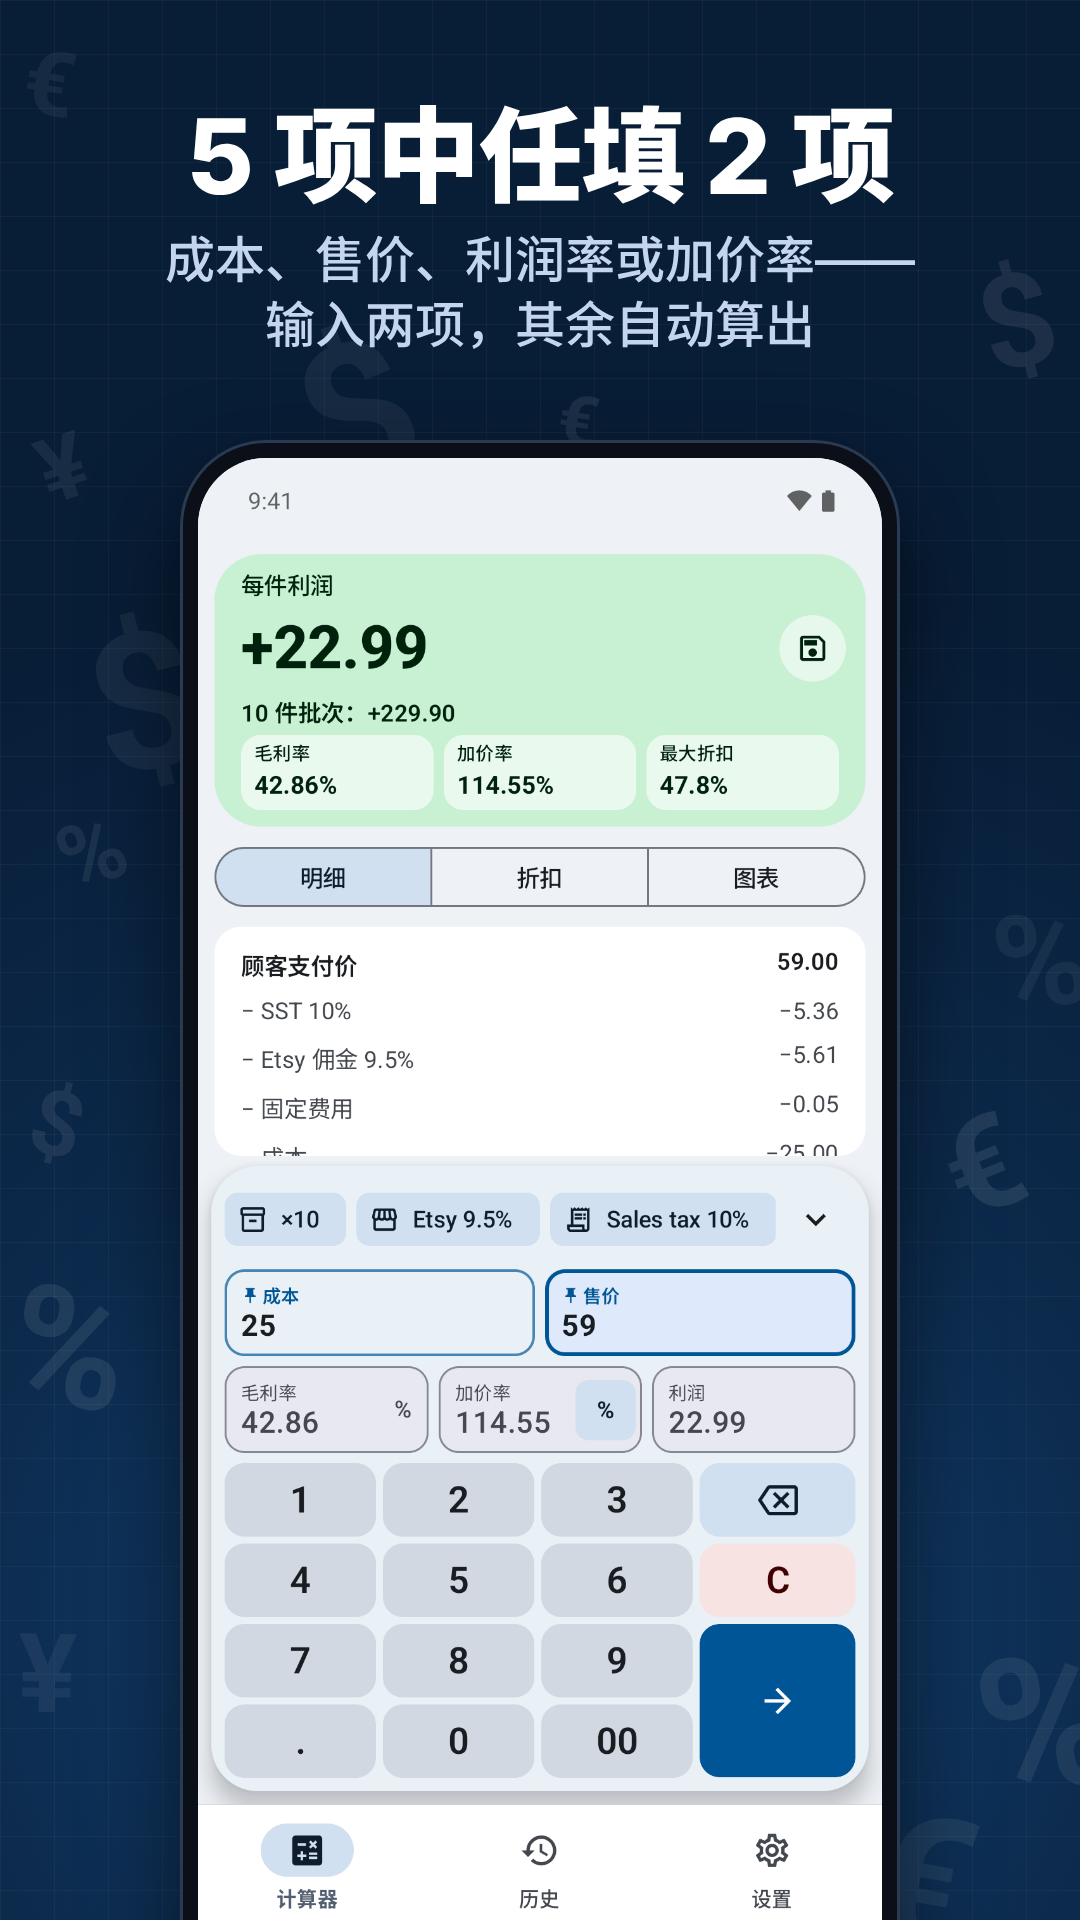 5 项中任填 2 项
成本、售价、利润率或加价率——
输入两项，其余自动算出
9:41
每件利润
+22.99
10 件批次：+229.90
毛利率 加价率 最大折扣
42.86% 114.55% 47.8%
明细 折扣 图表
顾客支付价 59.00
− SST 10% −5.36
− Etsy 佣金 9.5% −5.61
− 固定费用 −0.05
− 成本 −25.00
×10 Etsy 9.5% Sales tax 10%
成本 售价
25 59
毛利率 加价率 利润
42.86 % 114.55 % 22.99
1 2 3
4 5 6 C
7 8 9
. 0 00
计算器 历史 设置